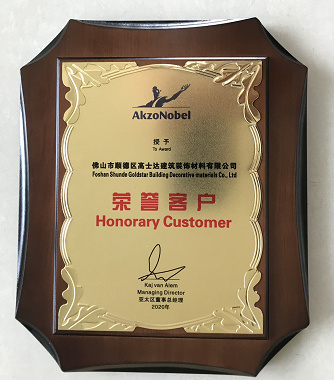 AkzoNobel
授予
To Award
佛山市顺德区高士达建筑装饰材料有限公司
Foshan Shunde Goldstar Building Decorative materials Co., Ltd
荣誉客户
Honorary Customer
Kaj van Alem
Managing Director
亚太区董事总经理
2020年